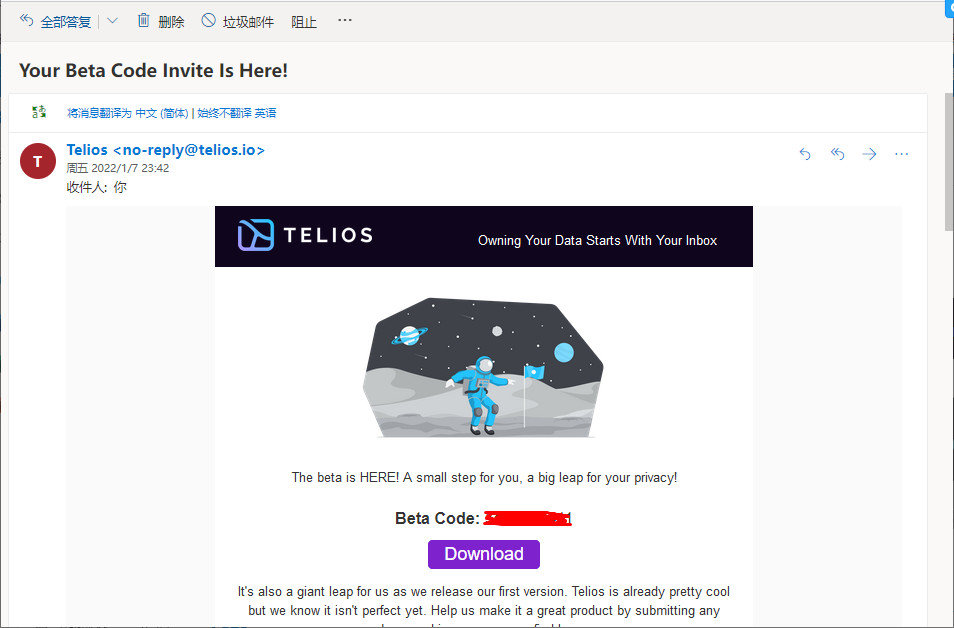 全部答复 删除 垃圾邮件 阻止 ...
Your Beta Code Invite Is Here!
将消息翻译为 中文 (简体) | 始终不翻译 英语
T
Telios <no-reply@telios.io>
周五 2022/1/7 23:42
收件人: 你
TELIOS
Owning Your Data Starts With Your Inbox
The beta is HERE! A small step for you, a big leap for your privacy!
Beta Code:
Download
It's also a giant leap for us as we release our first version. Telios is already pretty cool
but we know it isn't perfect yet. Help us make it a great product by submitting any